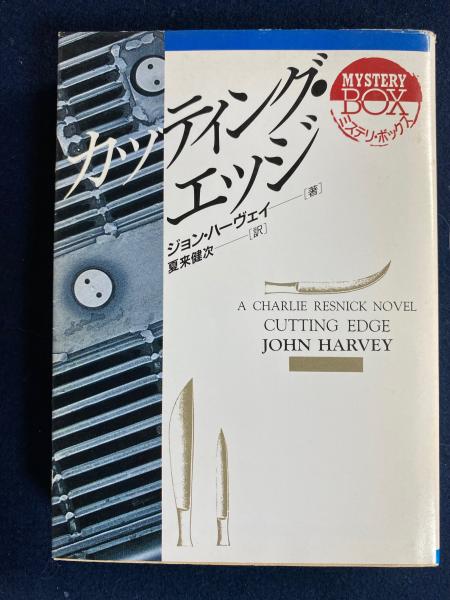 MYSTERY
BOX
ミステリ・ボックス
カッティング・
エッジ
ジョン・ハーヴェイ[著]
夏来健次[訳]
A CHARLIE RESNICK NOVEL
CUTTING EDGE
JOHN HARVEY